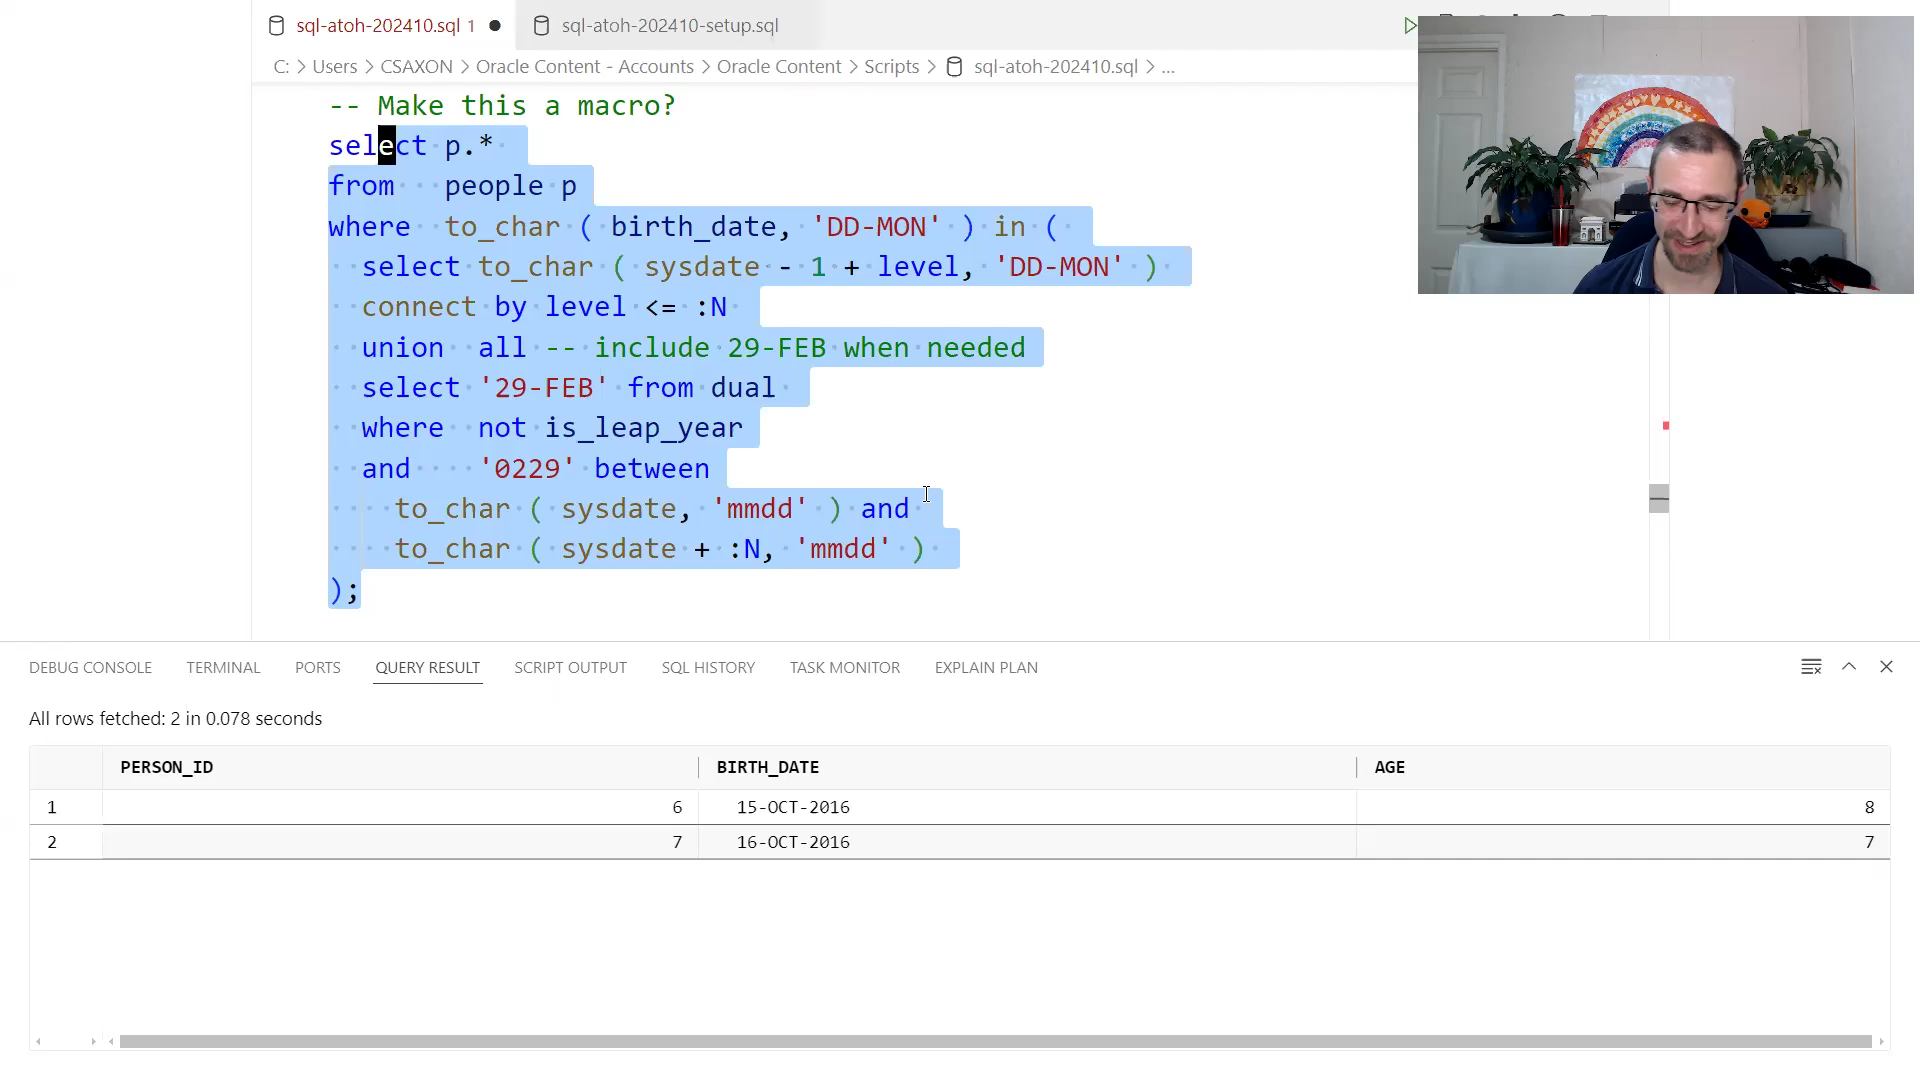 sql-atoh-202410.sql 1 ●
sql-atoh-202410-setup.sql
C: > Users > CSAXON > Oracle Content - Accounts > Oracle Content > Scripts > sql-atoh-202410.sql > ...
-- Make this a macro?
select p.*
from   people p
where  to_char ( birth_date, 'DD-MON' ) in (
  select to_char ( sysdate - 1 + level, 'DD-MON' )
  connect by level <= :N
  union  all -- include 29-FEB when needed
  select '29-FEB' from dual
  where  not is_leap_year
  and    '0229' between
    to_char ( sysdate, 'mmdd' ) and
    to_char ( sysdate + :N, 'mmdd' )
);
DEBUG CONSOLE TERMINAL PORTS QUERY RESULT SCRIPT OUTPUT SQL HISTORY TASK MONITOR EXPLAIN PLAN
All rows fetched: 2 in 0.078 seconds
PERSON_ID BIRTH_DATE AGE
1 6 15-OCT-2016 8
2 7 16-OCT-2016 7